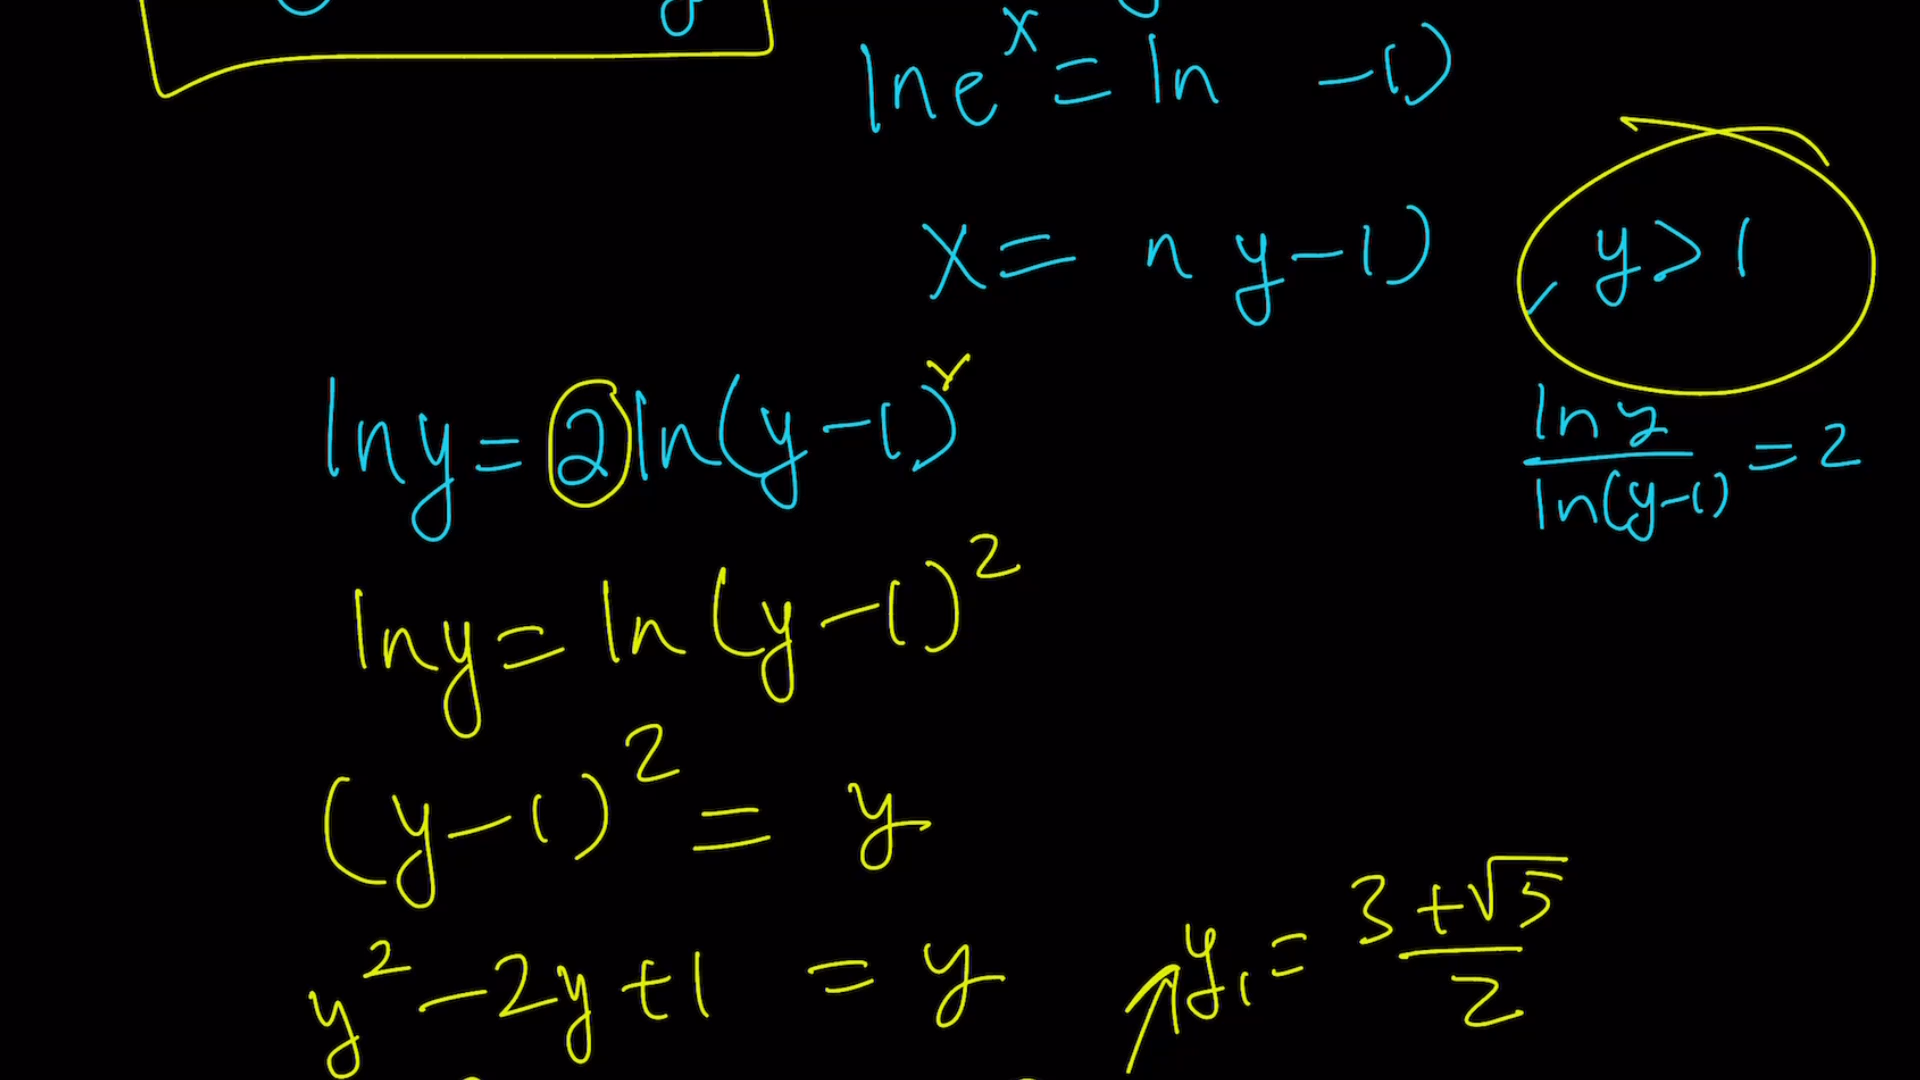 ln e^x = ln -1)
x = n y-1)
y > 1
ln y = 2 ln(y-1)
ln y / ln(y-1) = 2
ln y = ln (y-1)^2
(y-1)^2 = y
y^2 - 2y + 1 = y
y_1 = (3+√5)/2